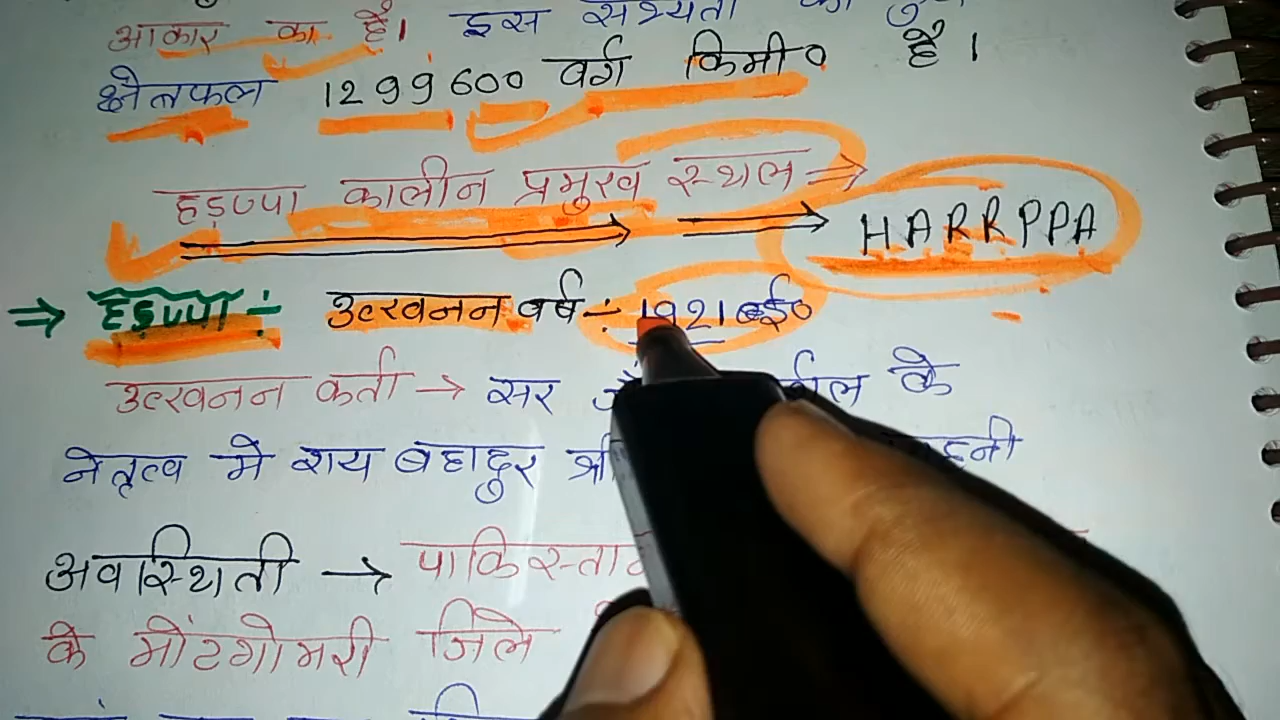 आकार का है। इस सभ्यता का
क्षेत्रफल 1299600 वर्ग किमी० है।
हड़प्पा कालीन प्रमुख स्थल ⇒
HARRPPA
⇒ हड़प्पा :- उत्खनन वर्ष :- 1921 ई०
उत्खनन कर्ता → सर के
नेतृत्व मे राय बहादुर
अवस्थिती →
के मोंटगोमरी जिले